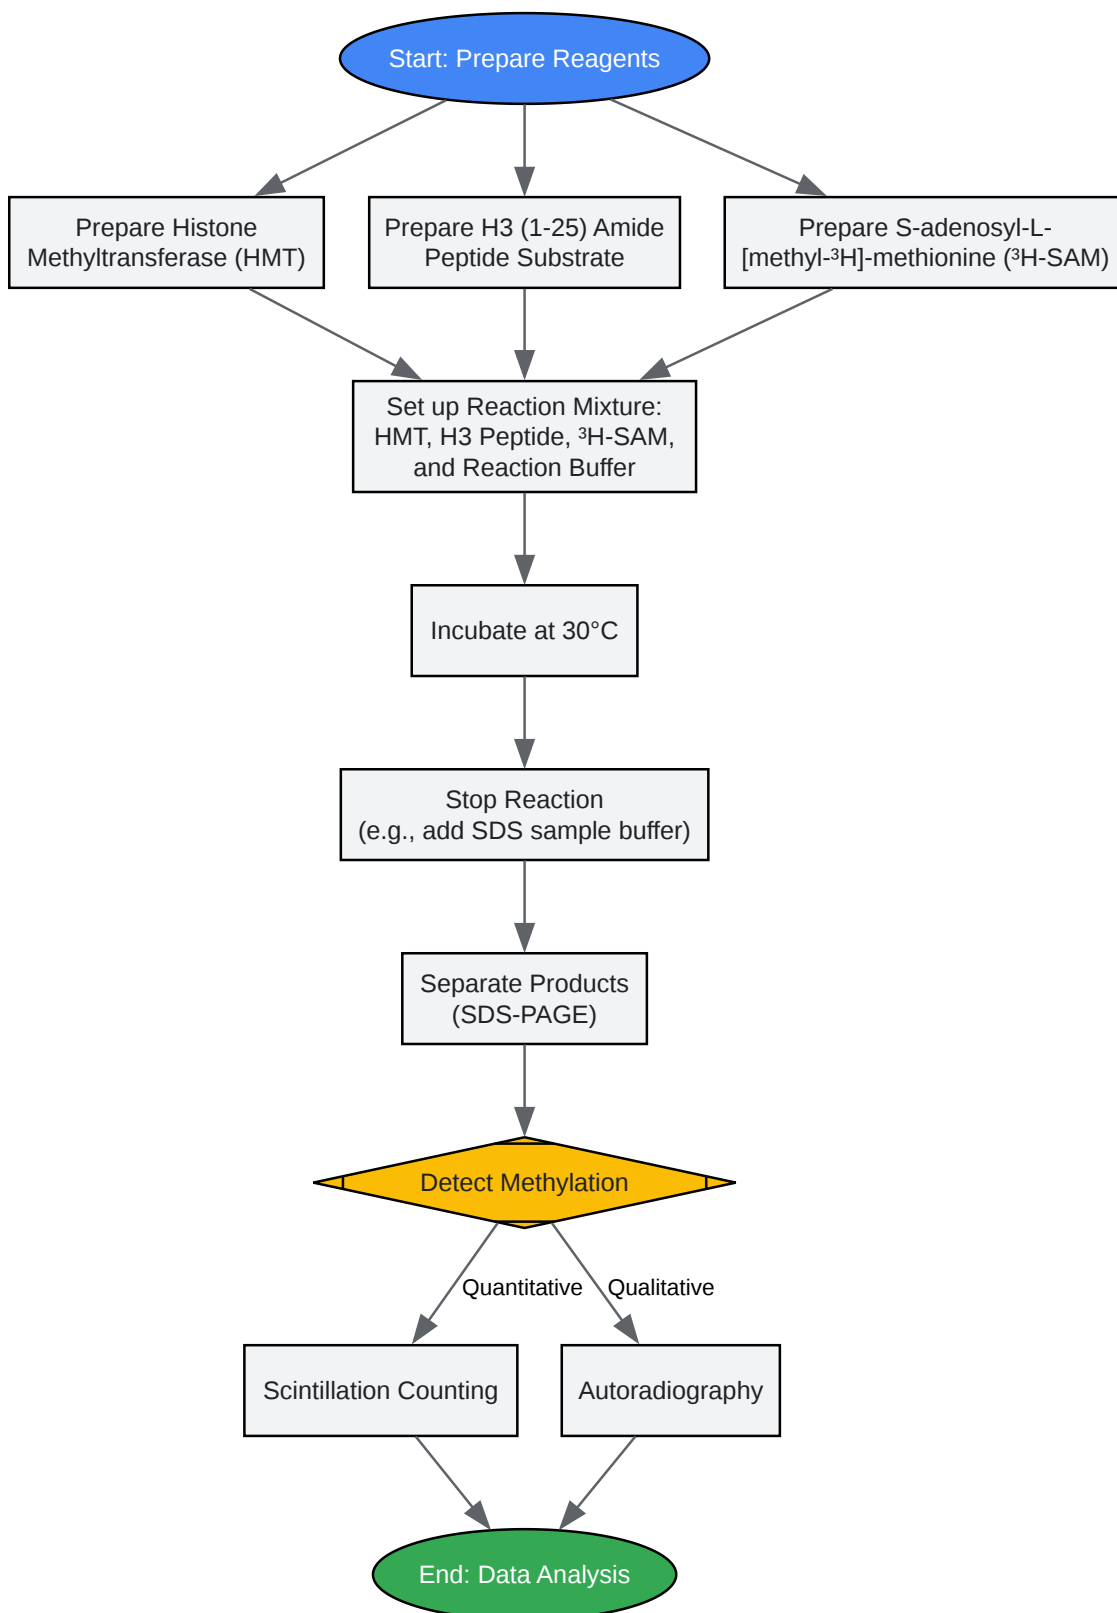 Start: Prepare Reagents
Prepare Histone
Methyltransferase (HMT)
Prepare H3 (1-25) Amide
Peptide Substrate
Prepare S-adenosyl-L-
[methyl-³H]-methionine (³H-SAM)
Set up Reaction Mixture:
HMT, H3 Peptide, ³H-SAM,
and Reaction Buffer
Incubate at 30°C
Stop Reaction
(e.g., add SDS sample buffer)
Separate Products
(SDS-PAGE)
Detect Methylation
Quantitative
Qualitative
Scintillation Counting
Autoradiography
End: Data Analysis